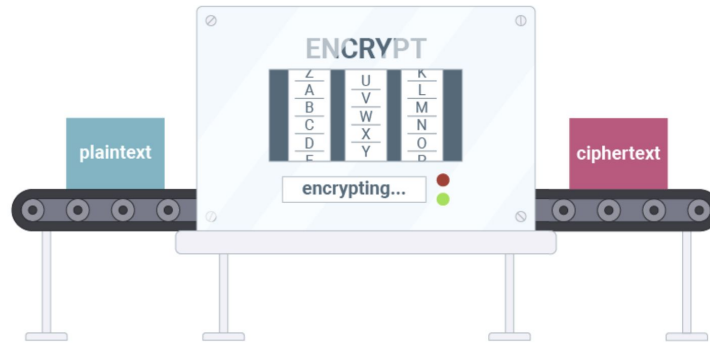 ENCRYPT
Z U K
A V L
B W M
C X N
D Y O
plaintext
ciphertext
encrypting...